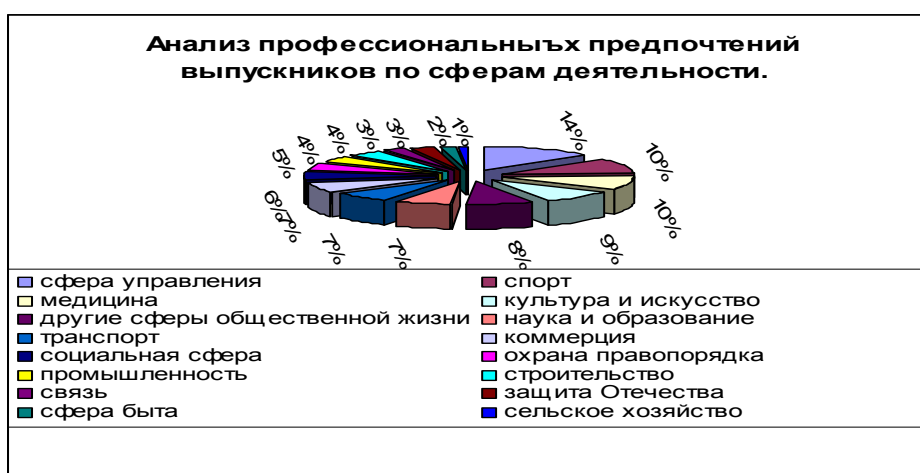 Анализ профессиональныъх предпочтений
выпускников по сферам деятельности.
3% 3% 2% 1%
4% 4% 14%
5% 10%
6% 7% 10%
7% 7% 8% 9%
сфера управления спорт
медицина культура и искусство
другие сферы общественной жизни наука и образование
транспорт коммерция
социальная сфера охрана правопорядка
промышленность строительство
связь защита Отечества
сфера быта сельское хозяйство